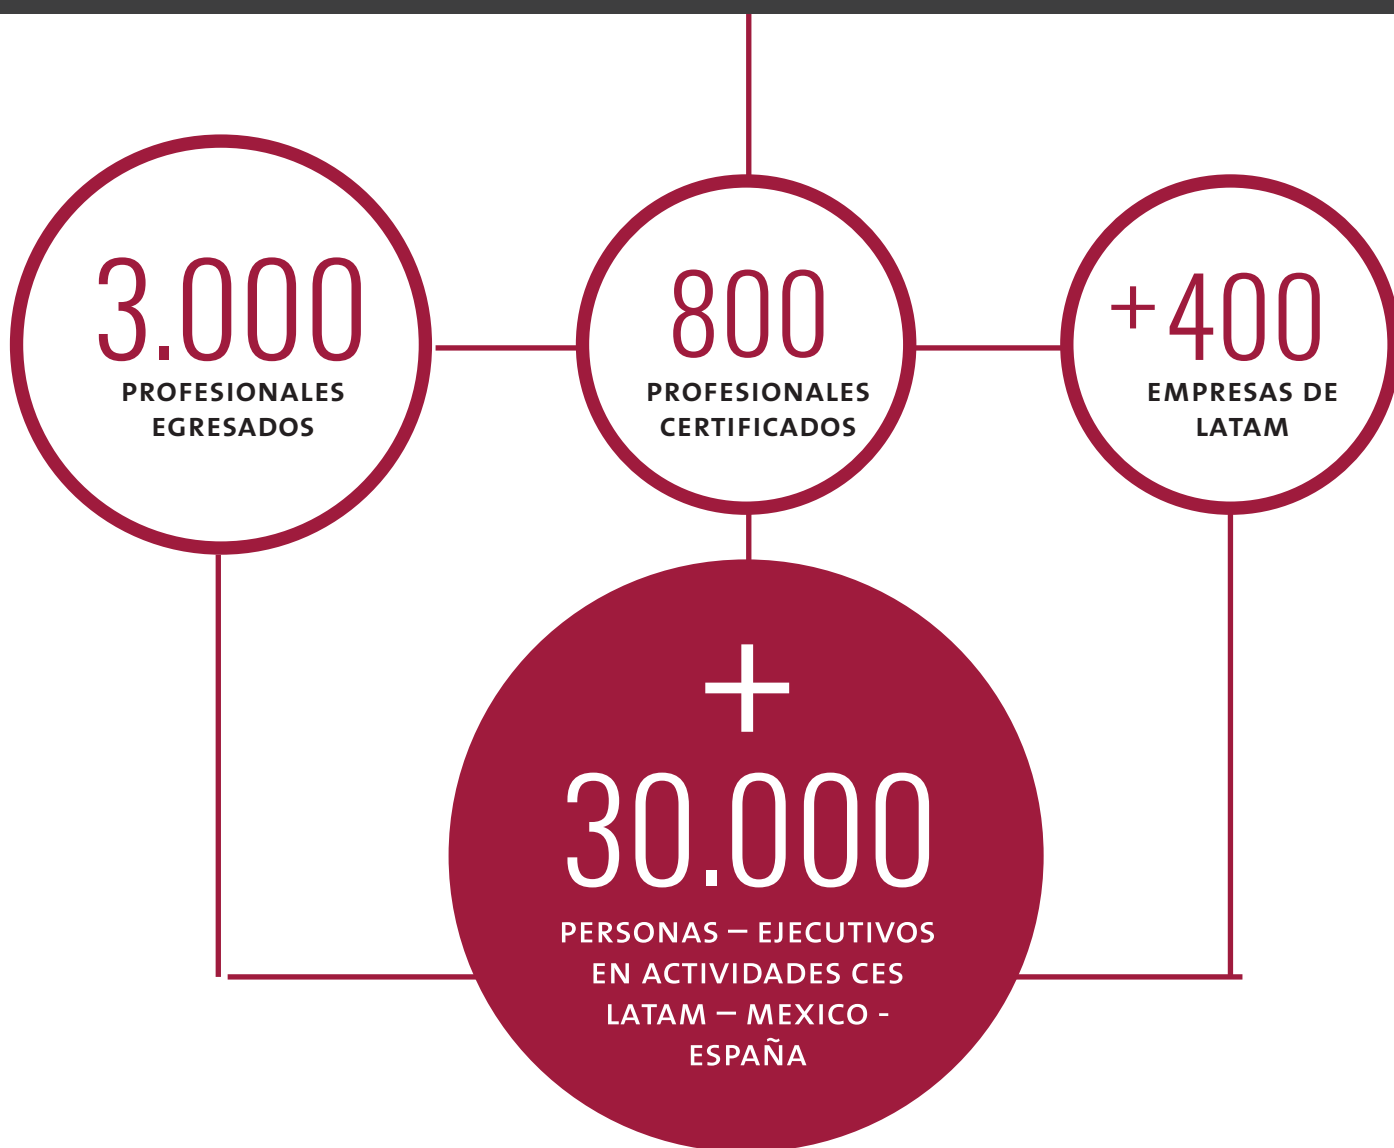 3.000
PROFESIONALES
EGRESADOS
800
PROFESIONALES
CERTIFICADOS
+400
EMPRESAS DE
LATAM
+
30.000
PERSONAS – EJECUTIVOS
EN ACTIVIDADES CES
LATAM – MEXICO -
ESPAÑA